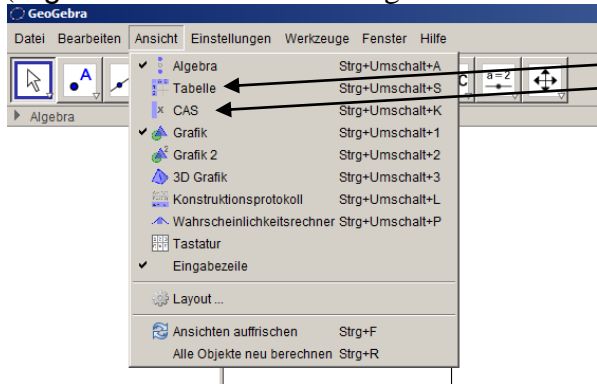 GeoGebra
Datei Bearbeiten Ansicht Einstellungen Werkzeuge Fenster Hilfe
A a=2
Algebra
Algebra Strg+Umschalt+A
Tabelle Strg+Umschalt+S
CAS Strg+Umschalt+K
Grafik Strg+Umschalt+1
Grafik 2 Strg+Umschalt+2
3D Grafik Strg+Umschalt+3
Konstruktionsprotokoll Strg+Umschalt+L
Wahrscheinlichkeitsrechner Strg+Umschalt+P
Tastatur
Eingabezeile
Layout ...
Ansichten auffrischen Strg+F
Alle Objekte neu berechnen Strg+R